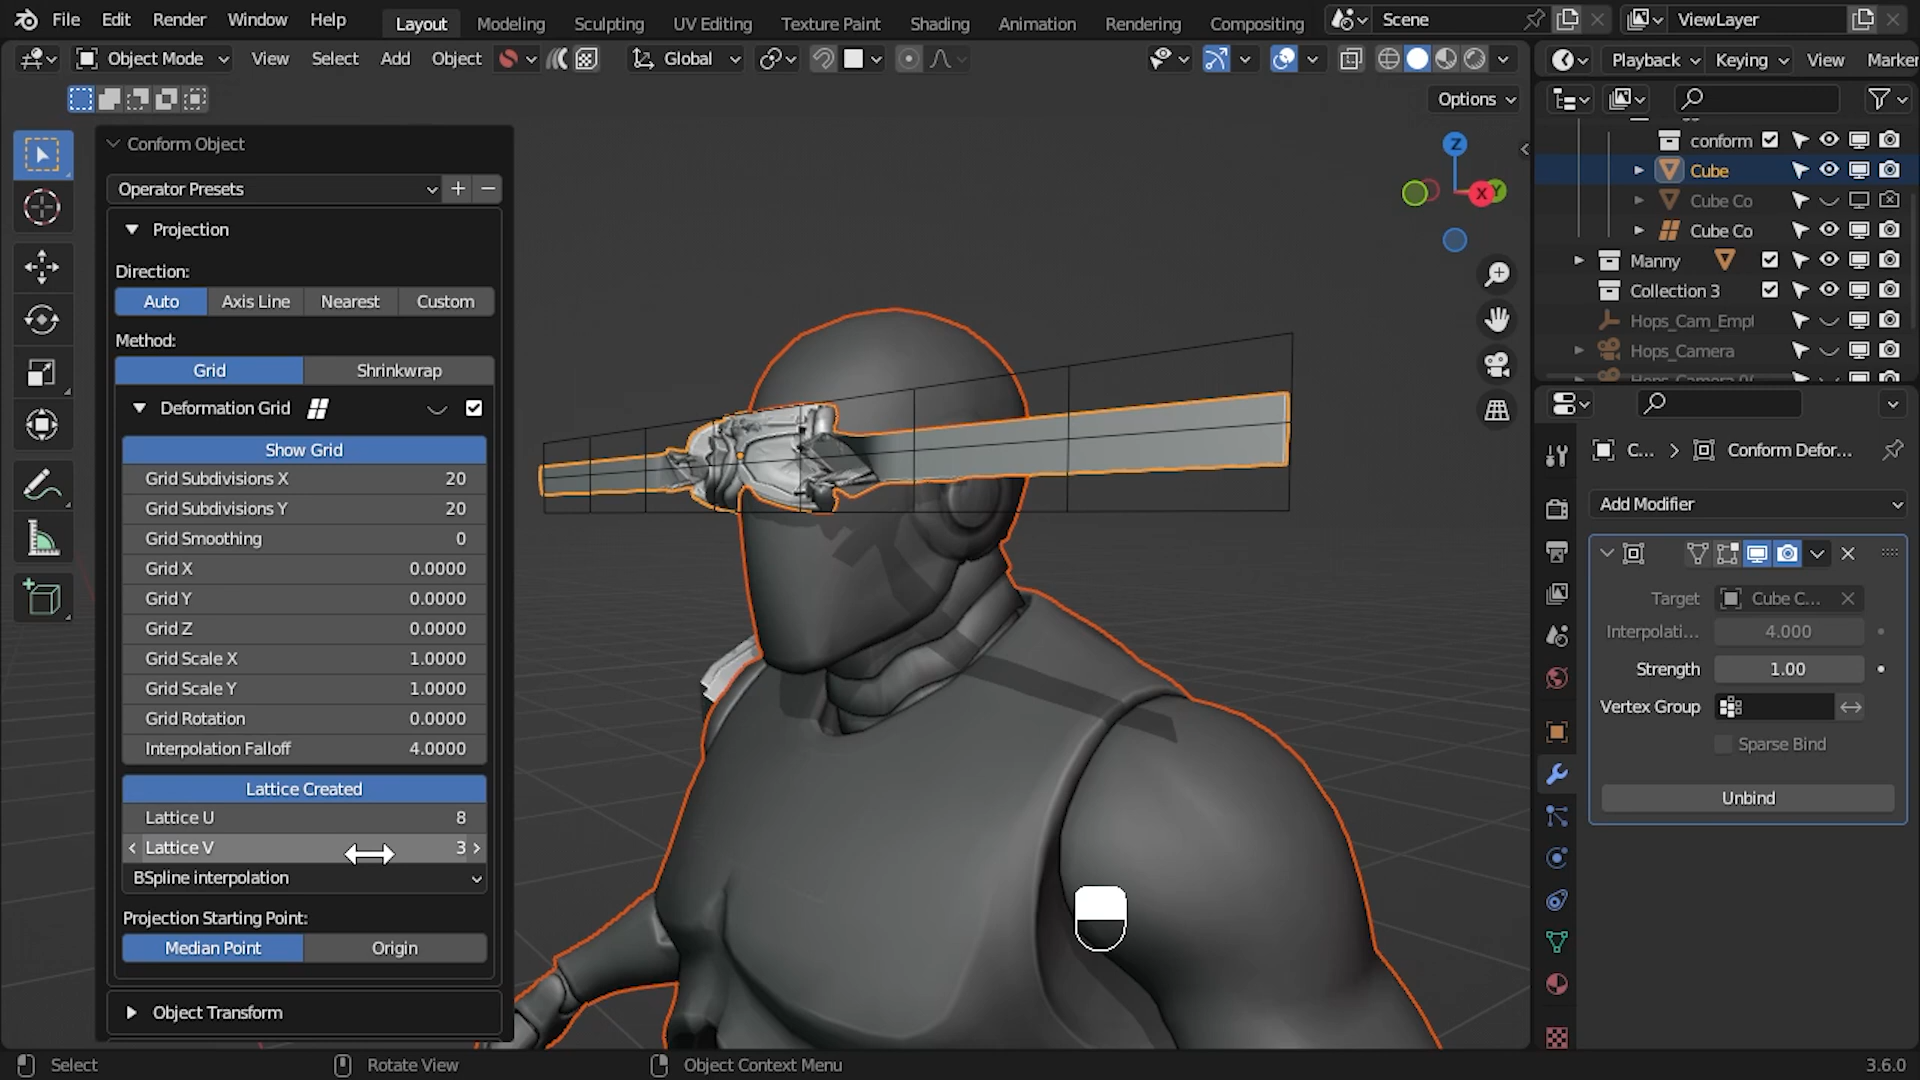 File Edit Render Window Help Layout Modeling Sculpting UV Editing Texture Paint Shading Animation Rendering Compositing Scene ViewLayer
Object Mode View Select Add Object Global Playback Keying View Marker
Options
Conform Object
conform
Operator Presets
Cube
Cube Co
Projection
Cube Co
Direction:
Manny
Auto Axis Line Nearest Custom
Collection 3
Hops_Cam_Empt
Method:
Hops_Camera
Grid Shrinkwrap
Deformation Grid
Show Grid
C... Conform Defor...
Grid Subdivisions X 20
Grid Subdivisions Y 20
Add Modifier
Grid Smoothing 0
Grid X 0.0000
Grid Y 0.0000
Target Cube C...
Grid Z 0.0000
Interpolati... 4.000
Grid Scale X 1.0000
Strength 1.00
Grid Scale Y 1.0000
Vertex Group
Grid Rotation 0.0000
Sparse Bind
Interpolation Falloff 4.0000
Lattice Created
Unbind
Lattice U 8
Lattice V 3
BSpline interpolation
Projection Starting Point:
Median Point Origin
Object Transform
Select Rotate View Object Context Menu 3.6.0
Z
X
Y